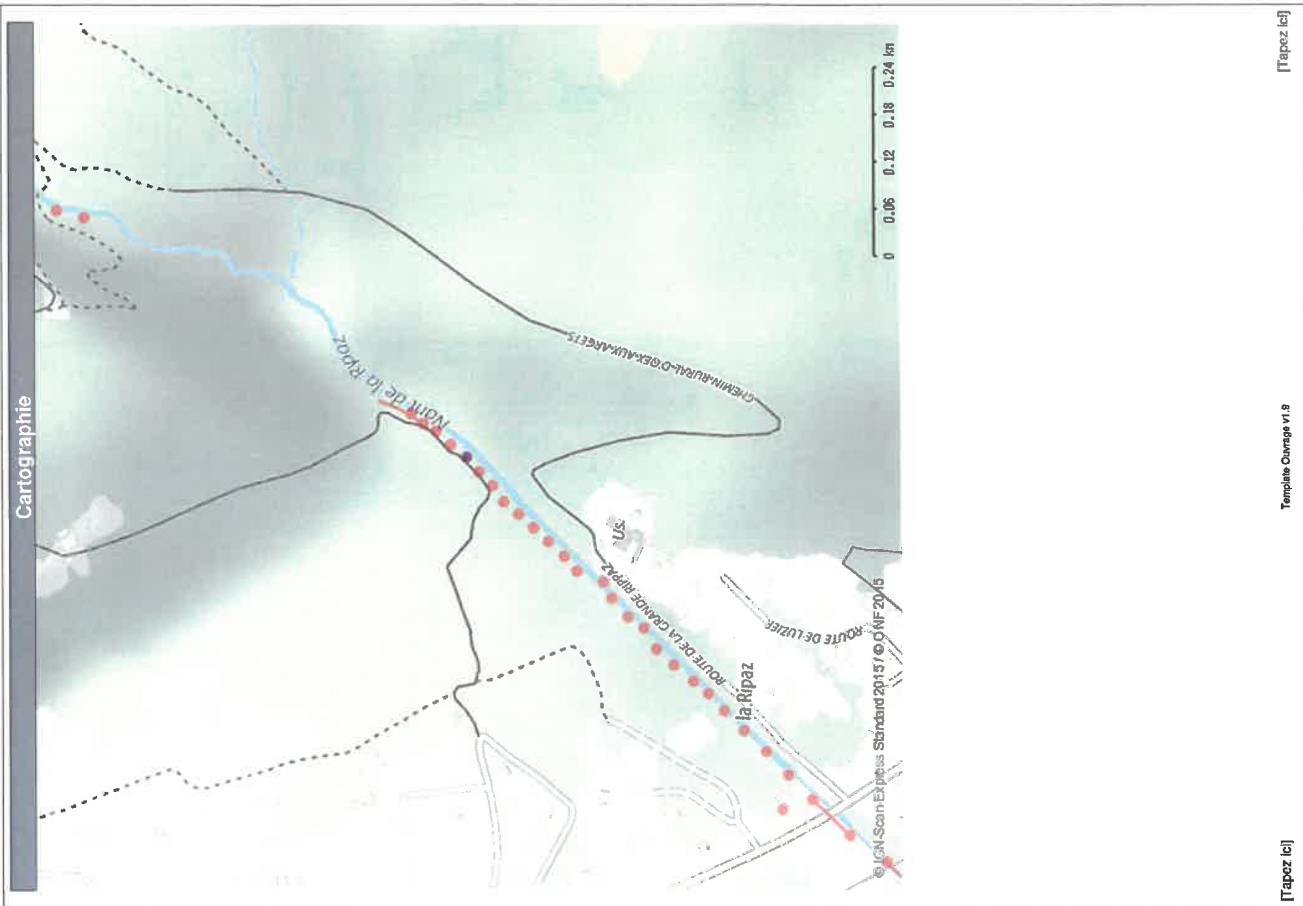 Cartographie
Nant de la Ripaz
CHEMIN-RURAL-D'OGEX-AUX-ARGETS
Us.
ROUTE DE LA GRANDE RIPPAZ
ROUTE DE LUZIER
la Ripaz
0 0.06 0.12 0.18 0.24 km
© IGN-Scan Express Standard 2015 / © ONF 2015
[Tapez ici]
Template Ouvrage v1.9
[Tapez ici]